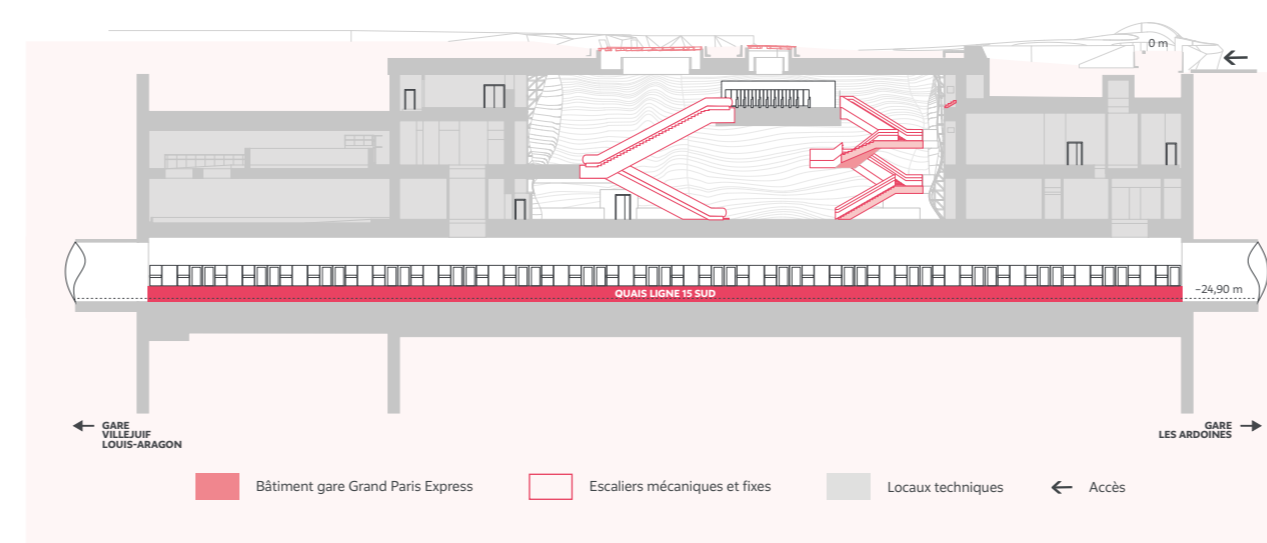 0 m
QUAIS LIGNE 15 SUD
-24,90 m
GARE
VILLEJUIF
LOUIS-ARAGON
GARE
LES ARDOINES
Bâtiment gare Grand Paris Express
Escaliers mécaniques et fixes
Locaux techniques
Accès